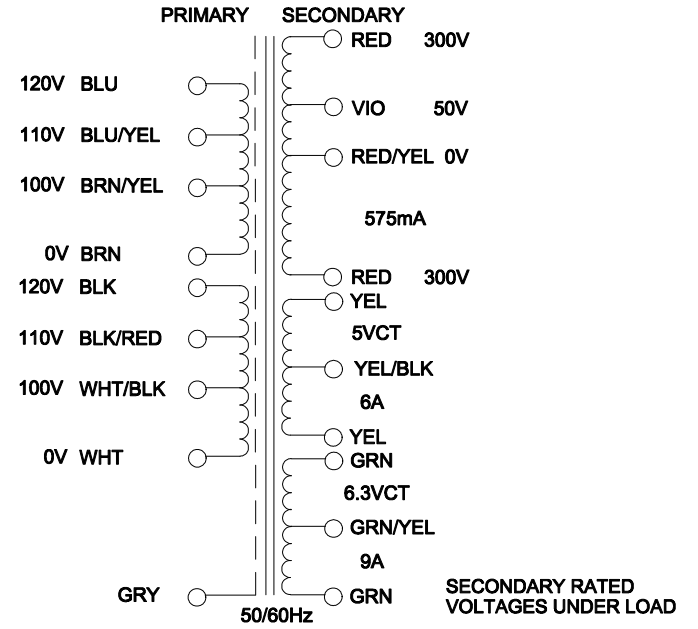 PRIMARY SECONDARY
RED 300V
120V BLU
VIO 50V
110V BLU/YEL
RED/YEL 0V
100V BRN/YEL
575mA
0V BRN
RED 300V
120V BLK
YEL
5VCT
110V BLK/RED
YEL/BLK
100V WHT/BLK
6A
YEL
0V WHT
GRN
6.3VCT
GRN/YEL
9A
GRY
GRN
SECONDARY RATED
VOLTAGES UNDER LOAD
50/60Hz